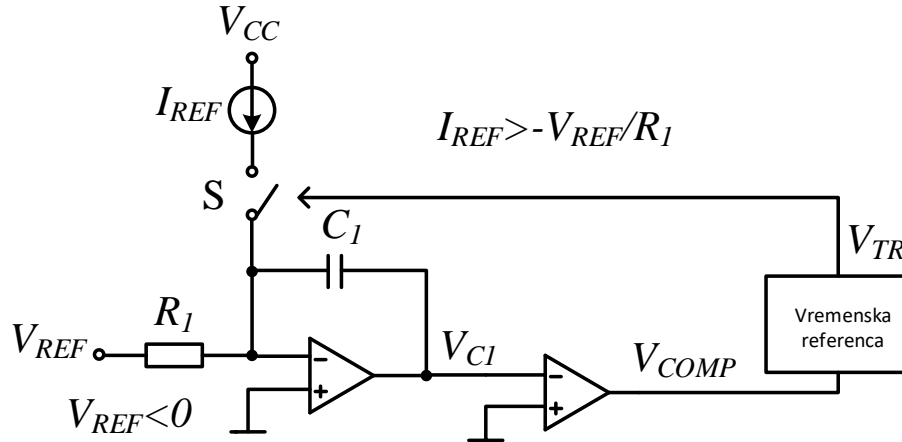 V_CC
I_REF
I_REF>-V_REF/R_1
S
C_1
V_TR
R_1
V_REF
V_C1
V_COMP
Vremenska
referenca
V_REF<0